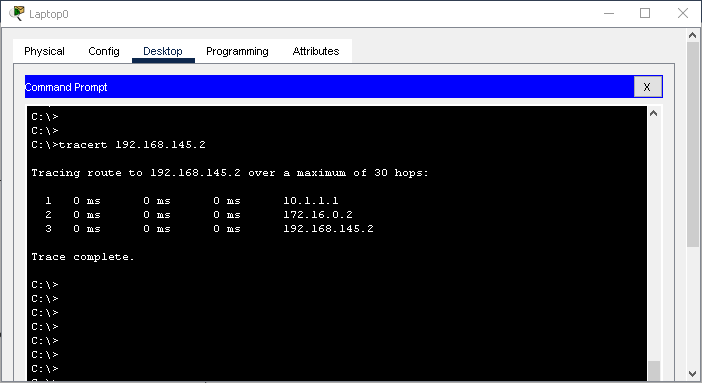 Laptop0
Physical Config Desktop Programming Attributes
Command Prompt X
C:\>
C:\>
C:\>tracert 192.168.145.2
Tracing route to 192.168.145.2 over a maximum of 30 hops:
1 0 ms 0 ms 0 ms 10.1.1.1
2 0 ms 0 ms 0 ms 172.16.0.2
3 0 ms 0 ms 0 ms 192.168.145.2
Trace complete.
C:\>
C:\>
C:\>
C:\>
C:\>
C:\>
C:\>